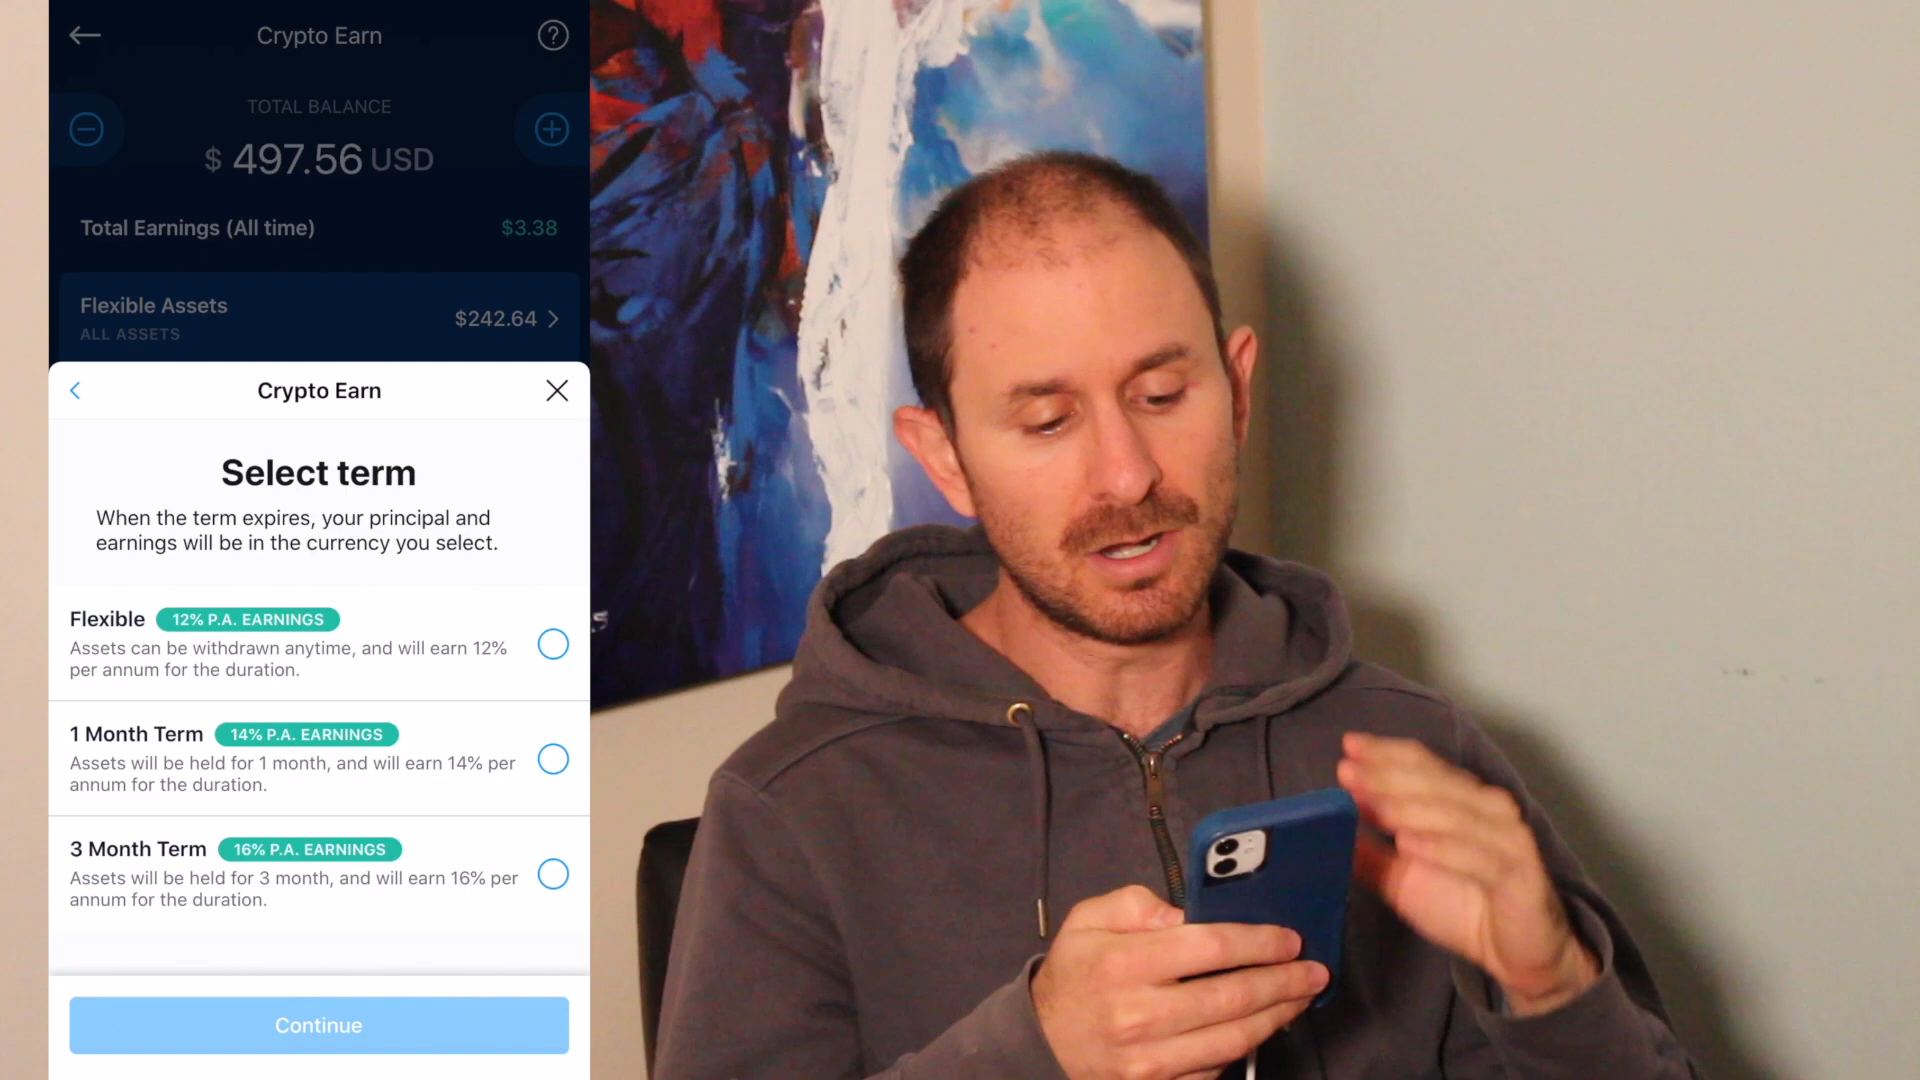 Crypto Earn
TOTAL BALANCE
$ 497.56 USD
Total Earnings (All time) $3.38
Flexible Assets
ALL ASSETS
$242.64
Crypto Earn
Select term
When the term expires, your principal and
earnings will be in the currency you select.
Flexible 12% P.A. EARNINGS
Assets can be withdrawn anytime, and will earn 12%
per annum for the duration.
1 Month Term 14% P.A. EARNINGS
Assets will be held for 1 month, and will earn 14% per
annum for the duration.
3 Month Term 16% P.A. EARNINGS
Assets will be held for 3 month, and will earn 16% per
annum for the duration.
Continue